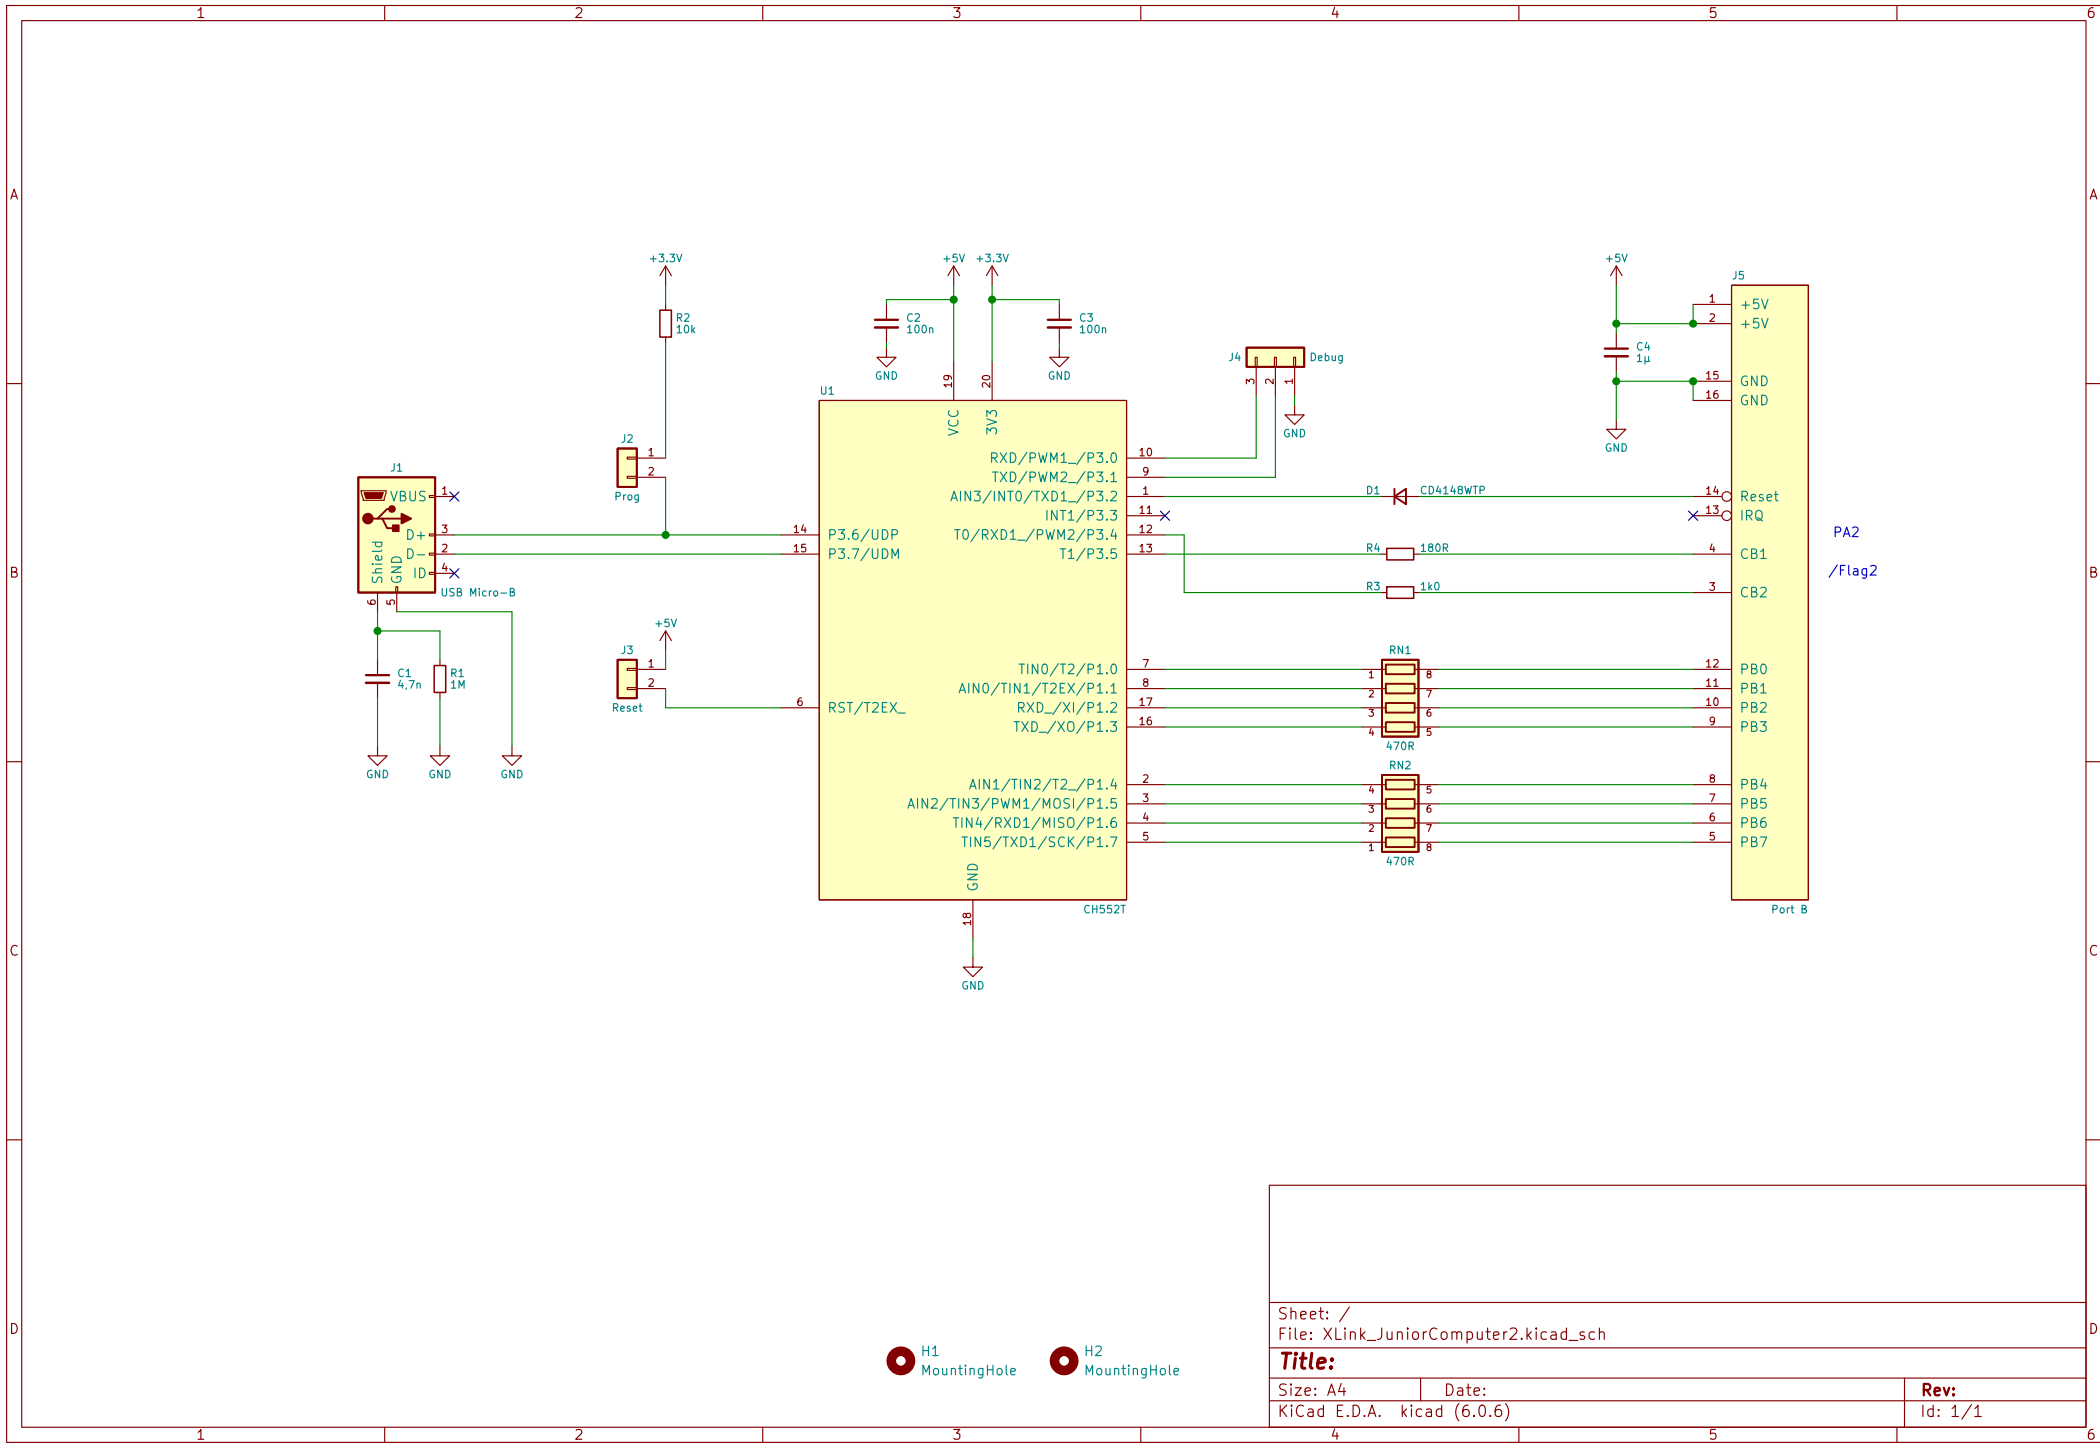 1 2 3 4 5 6
A A
B B
C C
D D
+3.3V
R2
10k
J2
1
2
Prog
J1
VBUS 1
D+ 3
D- 2
ID 4
Shield
GND
6
5
USB Micro-B
C1
4,7n
R1
1M
GND
GND
GND
+5V
J3
1
2
Reset
+5V
+3.3V
C2
100n
GND
C3
100n
GND
U1
19
20
VCC
3V3
14 P3.6/UDP
15 P3.7/UDM
6 RST/T2EX_
RXD/PWM1_/P3.0 10
TXD/PWM2_/P3.1 9
AIN3/INT0/TXD1_/P3.2 1
INT1/P3.3 11
T0/RXD1_/PWM2/P3.4 12
T1/P3.5 13
TIN0/T2/P1.0 7
AIN0/TIN1/T2EX/P1.1 8
RXD_/XI/P1.2 17
TXD_/XO/P1.3 16
AIN1/TIN2/T2_/P1.4 2
AIN2/TIN3/PWM1/MOSI/P1.5 3
TIN4/RXD1/MISO/P1.6 4
TIN5/TXD1/SCK/P1.7 5
GND
18
CH552T
GND
J4 Debug
3 2 1
GND
D1 CD4148WTP
R4 180R
R3 1k0
RN1
1 8
2 7
3 6
4 5
470R
RN2
4 5
3 6
2 7
1 8
470R
+5V
C4
1µ
GND
J5
1 +5V
2 +5V
15 GND
16 GND
14 Reset
13 IRQ
4 CB1
3 CB2
12 PB0
11 PB1
10 PB2
9 PB3
8 PB4
7 PB5
6 PB6
5 PB7
Port B
PA2
/Flag2
H1
MountingHole
H2
MountingHole
Sheet: /
File: XLink_JuniorComputer2.kicad_sch
Title:
Size: A4 Date: Rev:
KiCad E.D.A. kicad (6.0.6) Id: 1/1
1 2 3 4 5 6